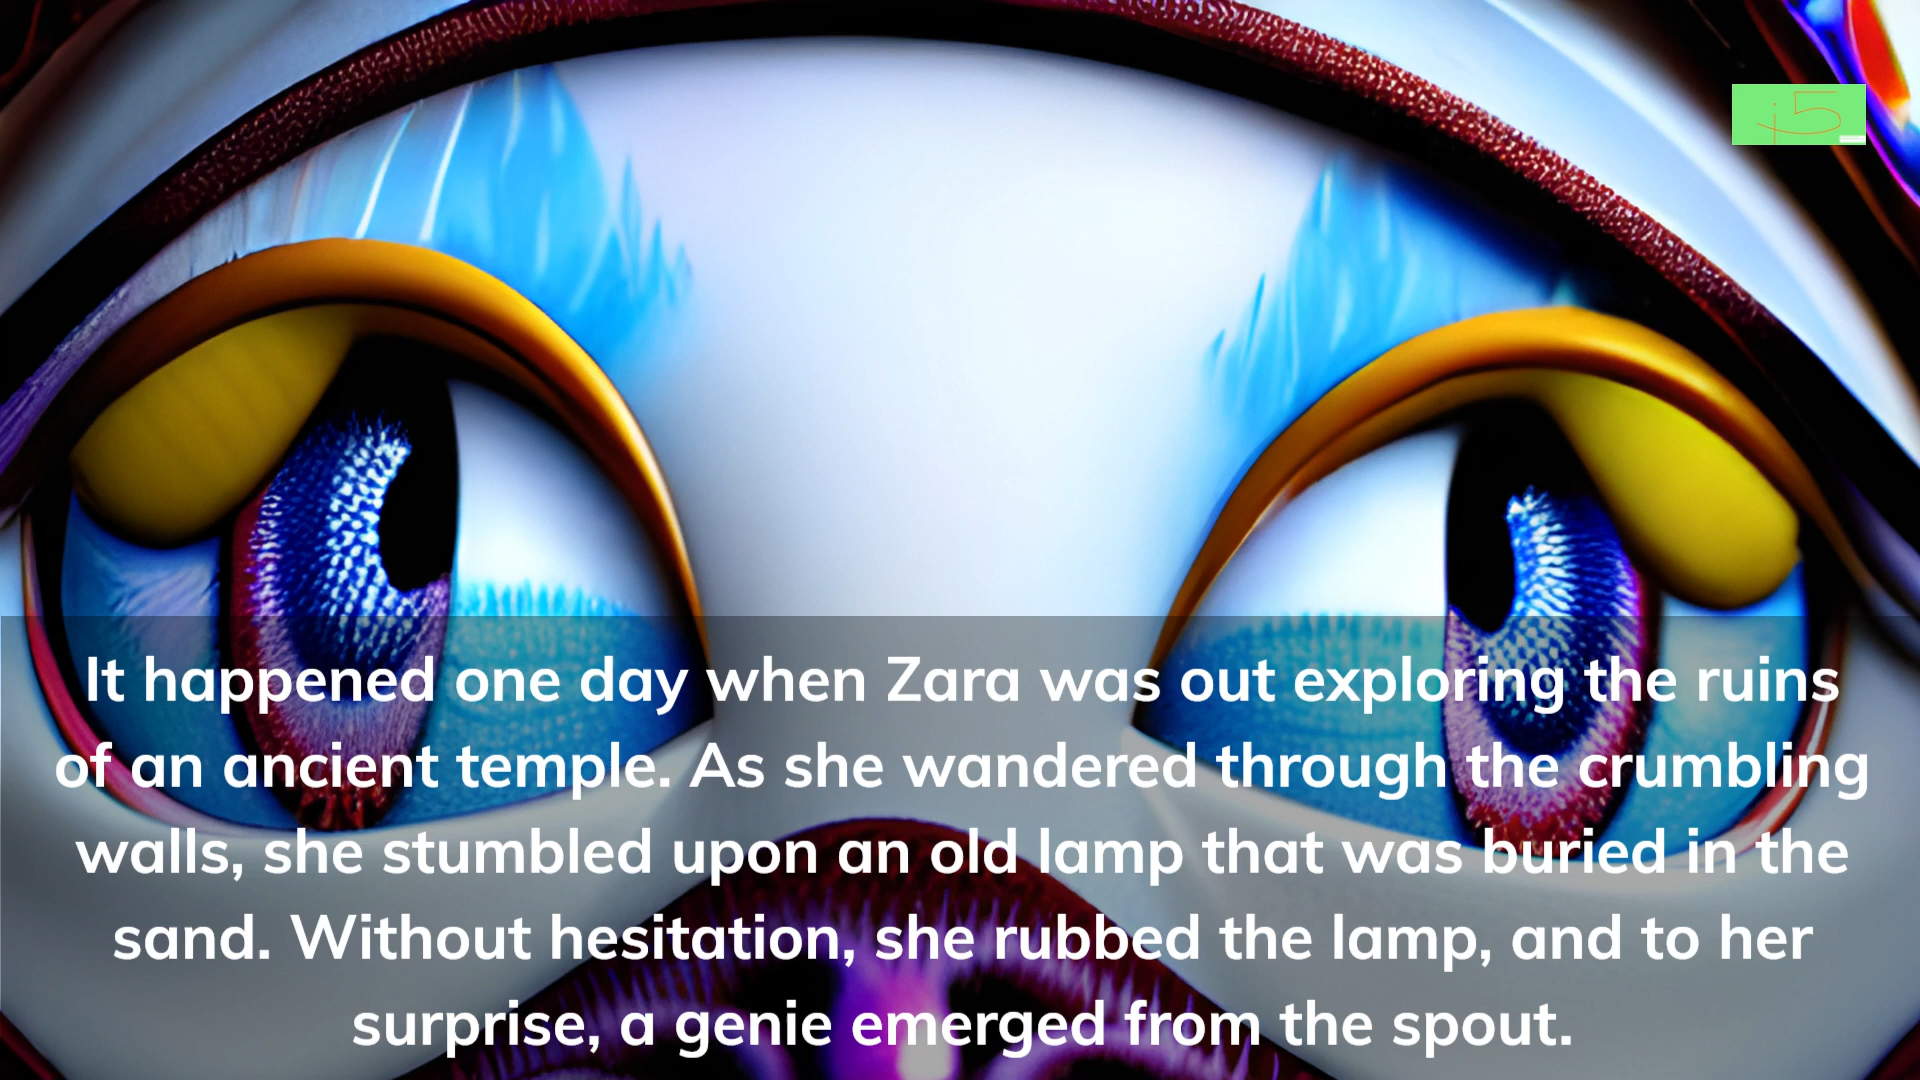 It happened one day when Zara was out exploring the ruins
of an ancient temple. As she wandered through the crumbling
walls, she stumbled upon an old lamp that was buried in the
sand. Without hesitation, she rubbed the lamp, and to her
surprise, a genie emerged from the spout.